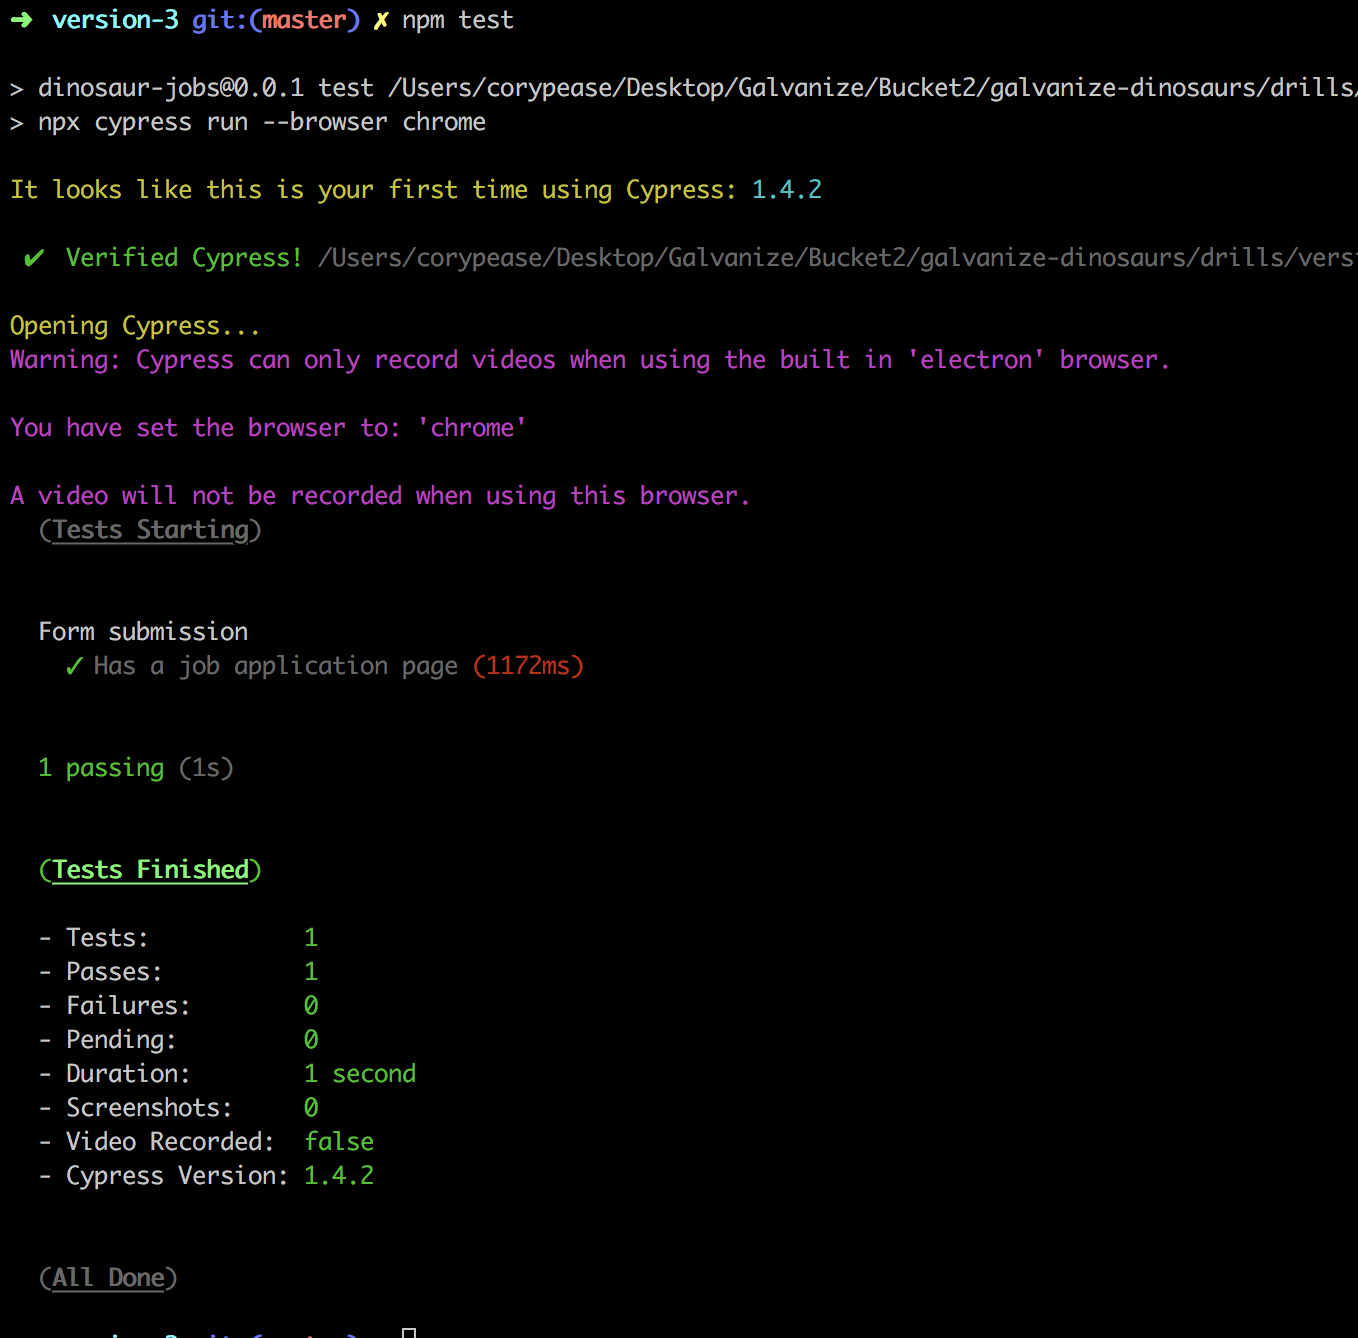 ➜ version-3 git:(master) ✗ npm test
> dinosaur-jobs@0.0.1 test /Users/corypease/Desktop/Galvanize/Bucket2/galvanize-dinosaurs/drills/
> npx cypress run --browser chrome
It looks like this is your first time using Cypress: 1.4.2
✔ Verified Cypress! /Users/corypease/Desktop/Galvanize/Bucket2/galvanize-dinosaurs/drills/versi
Opening Cypress...
Warning: Cypress can only record videos when using the built in 'electron' browser.
You have set the browser to: 'chrome'
A video will not be recorded when using this browser.
(Tests Starting)
Form submission
✓ Has a job application page (1172ms)
1 passing (1s)
(Tests Finished)
- Tests: 1
- Passes: 1
- Failures: 0
- Pending: 0
- Duration: 1 second
- Screenshots: 0
- Video Recorded: false
- Cypress Version: 1.4.2
(All Done)